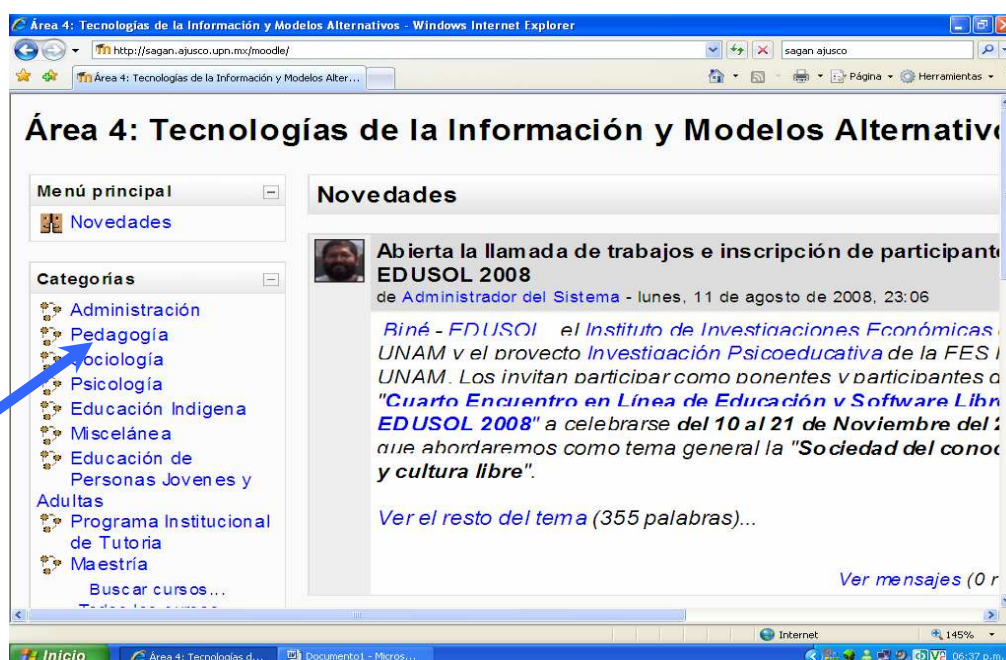 Área 4: Tecnologías de la Información y Modelos Alternativos - Windows Internet Explorer
http://sagan.ajusco.upn.mx/moodle/
sagan ajusco
Área 4: Tecnologías de la Información y Modelos Alter...
Página
Herramientas
Área 4: Tecnologías de la Información y Modelos Alternativ
Menú principal
Novedades
Categorías
Administración
Pedagogía
Sociología
Psicología
Educación Indigena
Miscelánea
Educación de
Personas Jovenes y
Adultas
Programa Institucional
de Tutoria
Maestría
Buscar cursos...
Novedades
Abierta la llamada de trabajos e inscripción de participant
EDUSOL 2008
de Administrador del Sistema - lunes, 11 de agosto de 2008, 23:06
Biné - EDUSOL el Instituto de Investigaciones Económicas
UNAM y el proyecto Investigación Psicoeducativa de la FES
UNAM. Los invitan participar como ponentes y participantes
"Cuarto Encuentro en Línea de Educación y Software Libr
EDUSOL 2008" a celebrarse del 10 al 21 de Noviembre del
que abordaremos como tema general la "Sociedad del cono
y cultura libre".
Ver el resto del tema (355 palabras)...
Ver mensajes (0 r
Internet
145%
Inicio
Área 4: Tecnologías d...
Documento1 - Micros...
06:37 p.m.